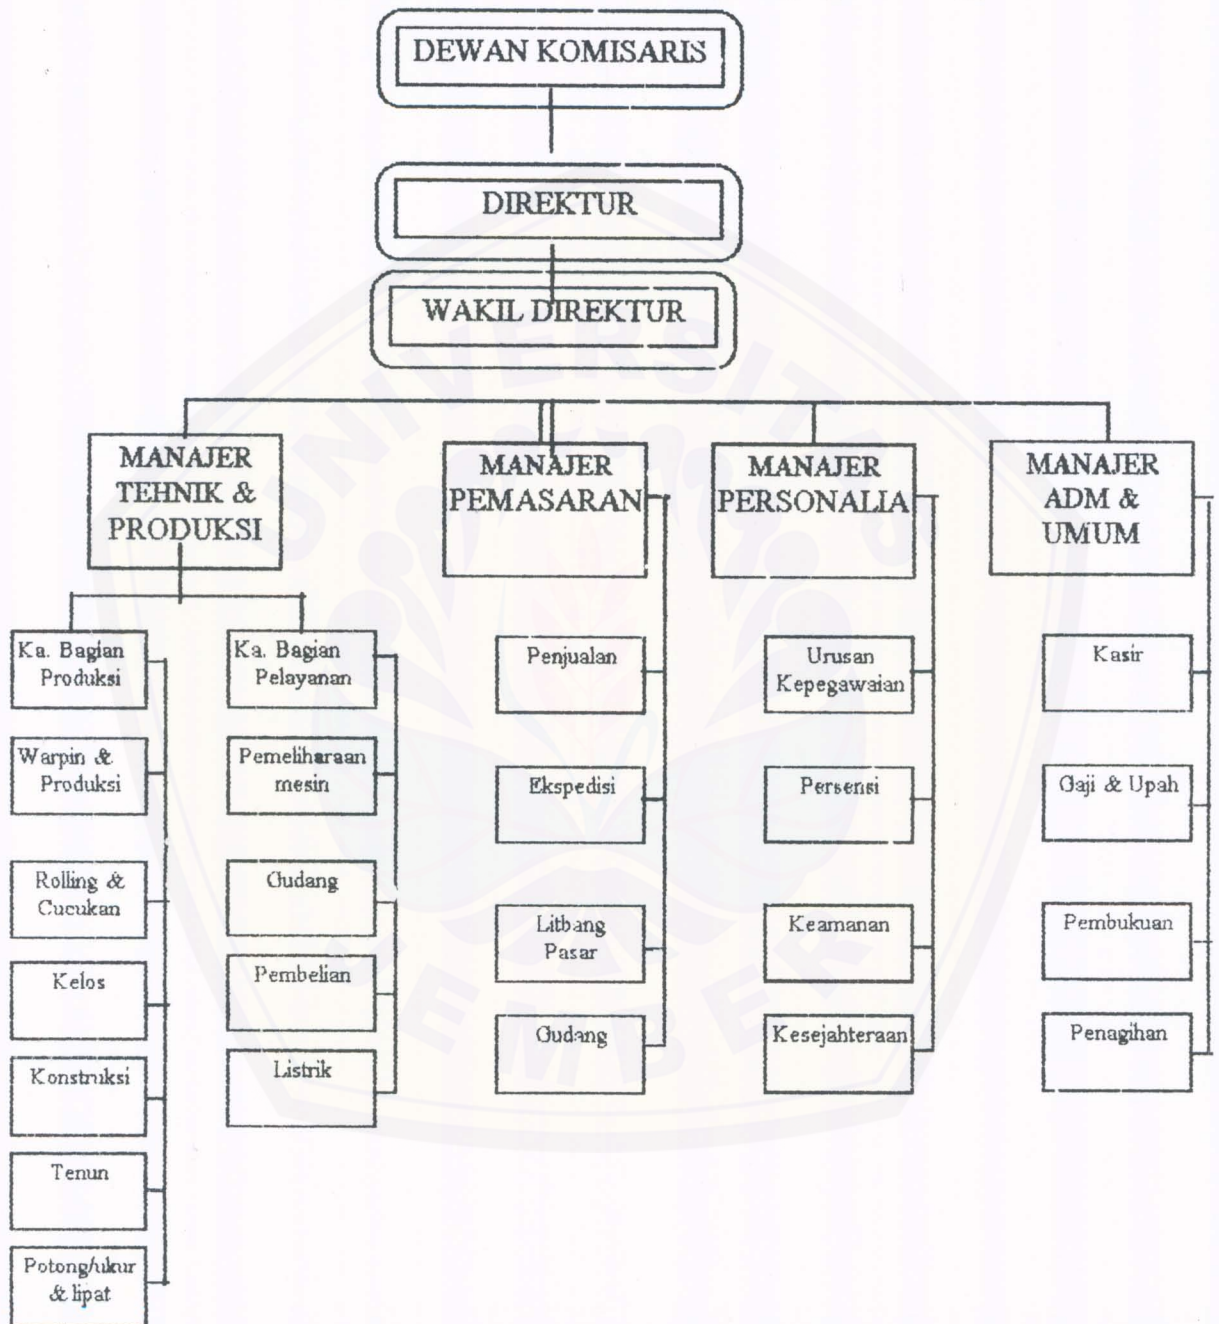 DEWAN KOMISARIS
DIREKTUR
WAKIL DIREKTUR
MANAJER
TEHNIK &
PRODUKSI
MANAJER
PEMASARAN
MANAJER
PERSONALIA
MANAJER
ADM &
UMUM
Ka. Bagian
Produksi
Warpin &
Produksi
Rolling &
Cucukan
Kelos
Konstruksi
Tenun
Potong/ukur
& lipat
Ka. Bagian
Pelayanan
Pemeliharaan
mesin
Gudang
Pembelian
Listrik
Penjualan
Ekspedisi
Litbang
Pasar
Gudang
Urusan
Kepegawaian
Persensi
Keamanan
Kesejahteraan
Kasir
Gaji & Upah
Pembukuan
Penagihan
UNIVERSITAS
JEMBER